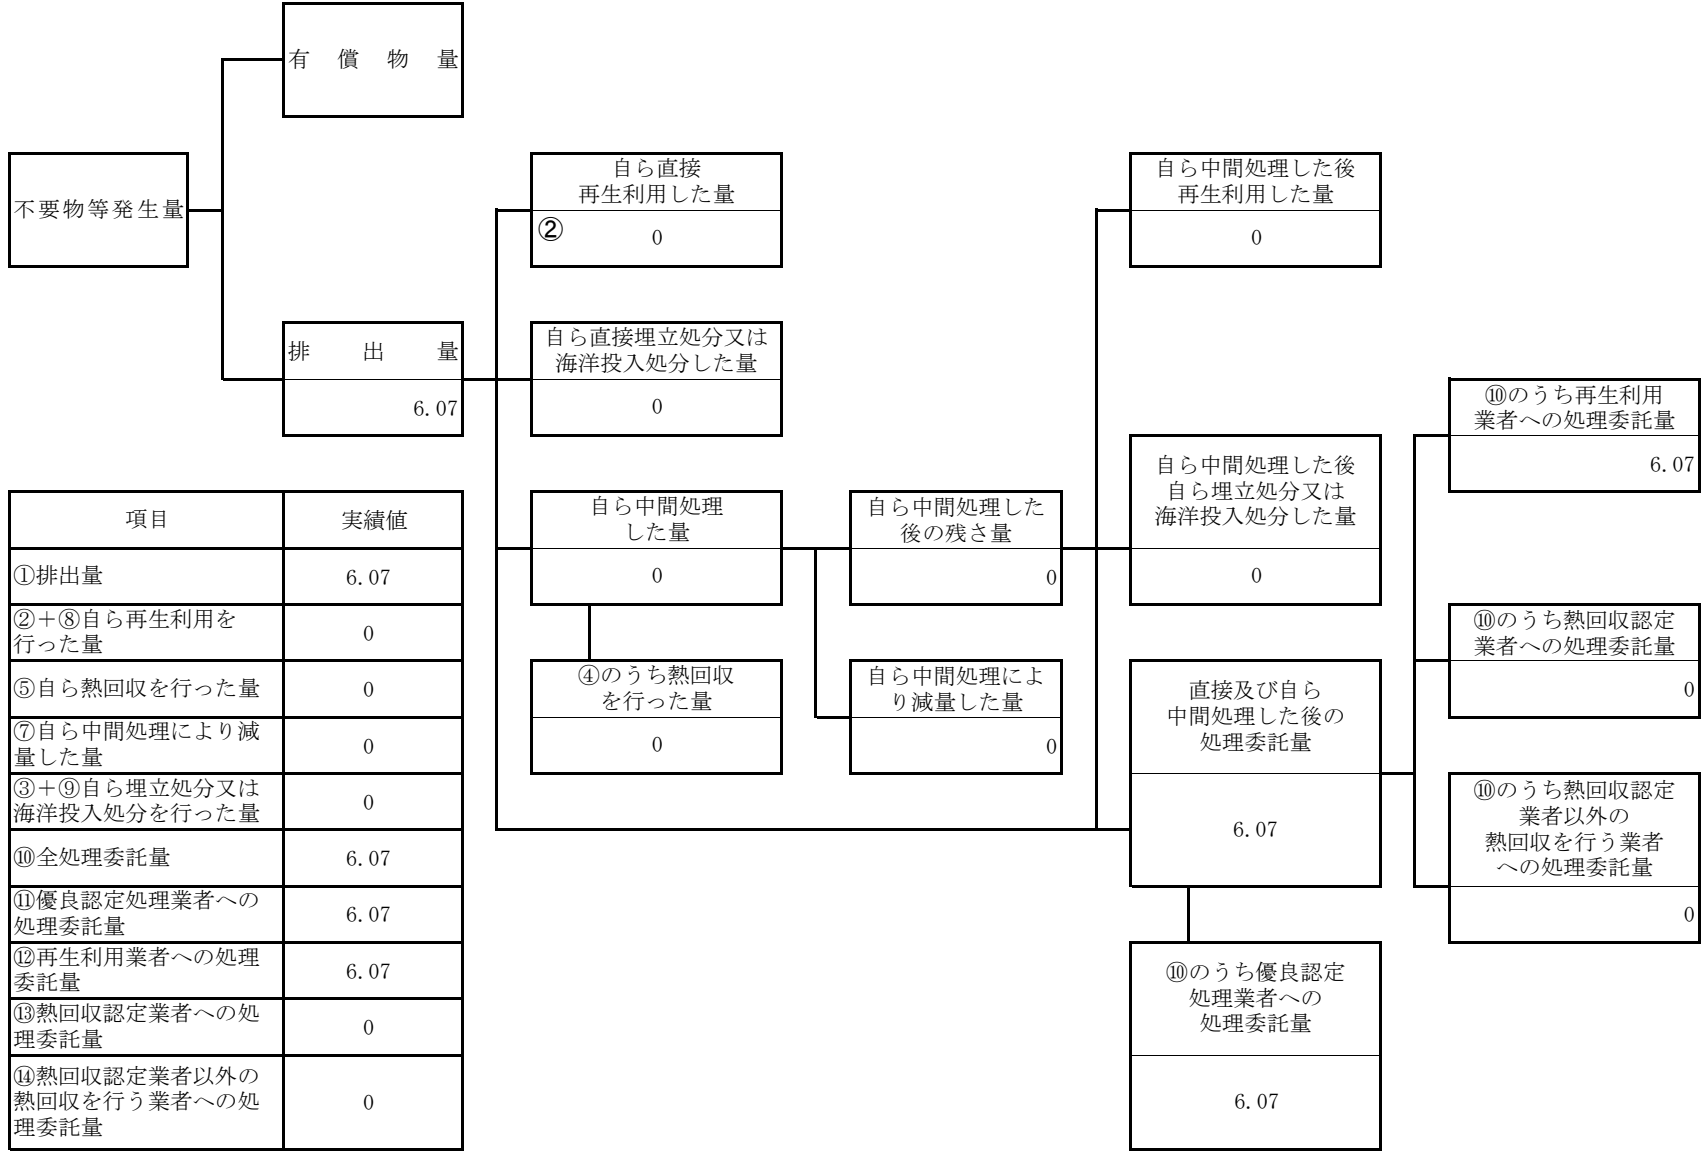 有償物量
不要物等発生量
排出量
6.07
自ら直接
再生利用した量
②
0
自ら直接埋立処分又は
海洋投入処分した量
0
自ら中間処理
した量
0
④のうち熱回収
を行った量
0
自ら中間処理した
後の残さ量
0
自ら中間処理によ
り減量した量
0
自ら中間処理した後
再生利用した量
0
自ら中間処理した後
自ら埋立処分又は
海洋投入処分した量
0
直接及び自ら
中間処理した後の
処理委託量
6.07
⑩のうち優良認定
処理業者への
処理委託量
6.07
⑩のうち再生利用
業者への処理委託量
6.07
⑩のうち熱回収認定
業者への処理委託量
0
⑩のうち熱回収認定
業者以外の
熱回収を行う業者
への処理委託量
0
項目 実績値
①排出量 6.07
②＋⑧自ら再生利用を
行った量 0
⑤自ら熱回収を行った量 0
⑦自ら中間処理により減
量した量 0
③＋⑨自ら埋立処分又は
海洋投入処分を行った量 0
⑩全処理委託量 6.07
⑪優良認定処理業者への
処理委託量 6.07
⑫再生利用業者への処理
委託量 6.07
⑬熱回収認定業者への処
理委託量 0
⑭熱回収認定業者以外の
熱回収を行う業者への処
理委託量 0